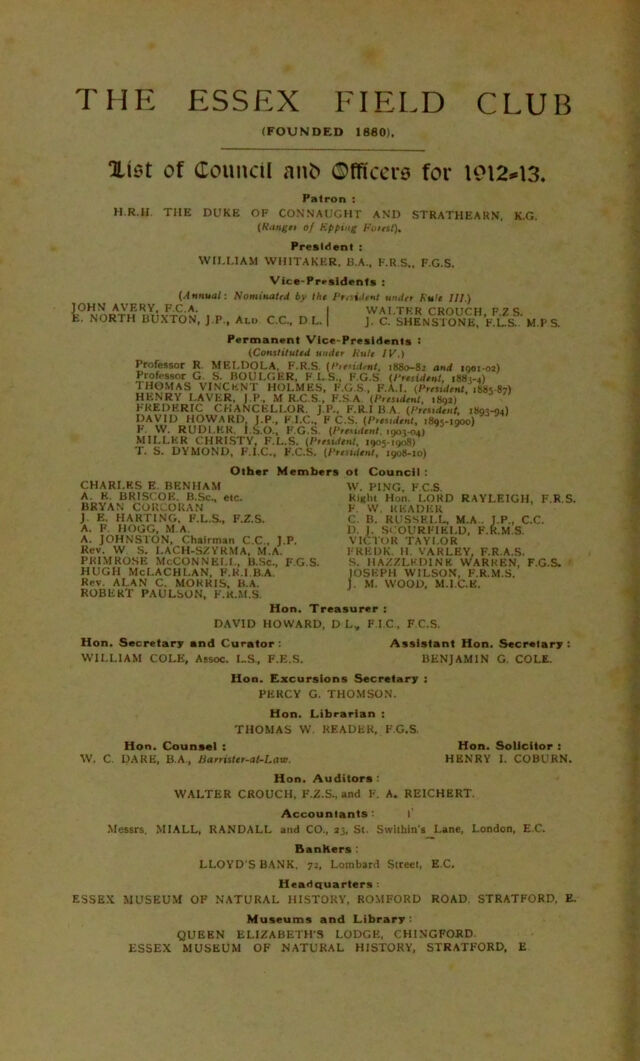 THE ESSEX FIELD CLUB
(FOUNDED 1880).
List of Council and Officers for 1912-13.
Patron :
H.R.H. THE DUKE OF CONNAUGHT AND STRATHEARN, K.G.
(Ranger of Epping Forest).
President :
WILLIAM WHITAKER, B.A., F.R.S., F.G.S.
Vice-Presidents :
(Annual: Nominated by the President under Rule III.)
JOHN AVERY, F.C.A.
E. NORTH BUXTON, J.P., ALD. C.C., D L.
WALTER CROUCH, F.Z S.
J. C. SHENSTONE, F.L.S.. M.P S.
Permanent Vice-Presidents :
(Constituted under Rule IV.)
Professor R. MELDOLA, F.R.S. (President, 1880-82 and 1901-02)
Professor G. S. BOULGER, F L.S., F.G.S. (President, 1883-4)
THOMAS VINCENT HOLMES, F.G.S., F.A.I. (President, 1885-87)
HENRY LAVER, J.P., M R.C.S., F.S.A. (President, 1892)
FREDERIC CHANCELLOR, J.P., F.R.I B.A. (President, 1893-94)
DAVID HOWARD, J.P., F.I.C., F C.S. (President, 1895-1900)
F. W. RUDLER, I.S.O., F.G.S. (President, 1903-04)
MILLER CHRISTY, F.L.S. (President, 1905-1908)
T. S. DYMOND, F.I.C., F.C.S. (President, 1908-10)
Other Members of Council :
CHARLES E. BENHAM
A. E. BRISCOE, B.Sc., etc.
BRYAN CORCORAN
J. E. HARTING, F.L.S., F.Z.S.
A. F. HOGG, M.A.
A. JOHNSTON, Chairman C.C., J.P.
Rev. W. S. LACH-SZYRMA, M.A.
PRIMROSE McCONNELL, B.Sc., F.G.S.
HUGH McLACHLAN, F.R.I.B.A.
Rev. ALAN C. MORRIS, B.A.
ROBERT PAULSON, F.R.M.S.
W. PING, F.C.S.
Right Hon. LORD RAYLEIGH, F.R.S.
F. W. READER
C. B. RUSSELL, M.A.. J.P., C.C.
D. J. SCOURFIELD, F.R.M.S.
VICTOR TAYLOR
FREDK. H. VARLEY, F.R.A.S.
S. HAZZLEDINE WARREN, F.G.S.
JOSEPH WILSON, F.R.M.S.
J. M. WOOD, M.I.C.E.
Hon. Treasurer :
DAVID HOWARD, D L., F.I.C., F.C.S.
Hon. Secretary and Curator :
WILLIAM COLE, Assoc. L.S., F.E.S.
Assistant Hon. Secretary :
BENJAMIN G. COLE.
Hon. Excursions Secretary :
PERCY G. THOMSON.
Hon. Librarian :
THOMAS W. READER, F.G.S.
Hon. Counsel :
W. C. DARE, B.A., Barrister-at-Law.
Hon. Solicitor :
HENRY I. COBURN.
Hon. Auditors :
WALTER CROUCH, F.Z.S., and F. A. REICHERT.
Accountants :
Messrs. MIALL, RANDALL and CO., 23, St. Swithin's Lane, London, E.C.
Bankers :
LLOYD'S BANK, 72, Lombard Street, E.C.
Headquarters :
ESSEX MUSEUM OF NATURAL HISTORY, ROMFORD ROAD, STRATFORD, E.
Museums and Library :
QUEEN ELIZABETH'S LODGE, CHINGFORD.
ESSEX MUSEUM OF NATURAL HISTORY, STRATFORD, E